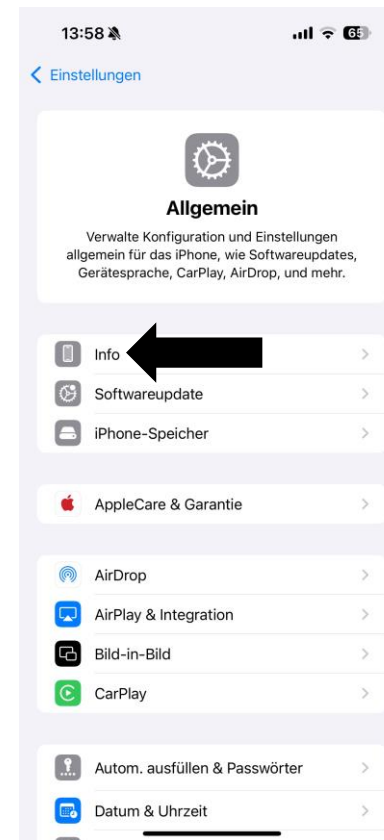 13:58
65
Einstellungen
Allgemein
Verwalte Konfiguration und Einstellungen
allgemein für das iPhone, wie Softwareupdates,
Gerätesprache, CarPlay, AirDrop, und mehr.
Info
Softwareupdate
iPhone-Speicher
AppleCare & Garantie
AirDrop
AirPlay & Integration
Bild-in-Bild
CarPlay
Autom. ausfüllen & Passwörter
Datum & Uhrzeit